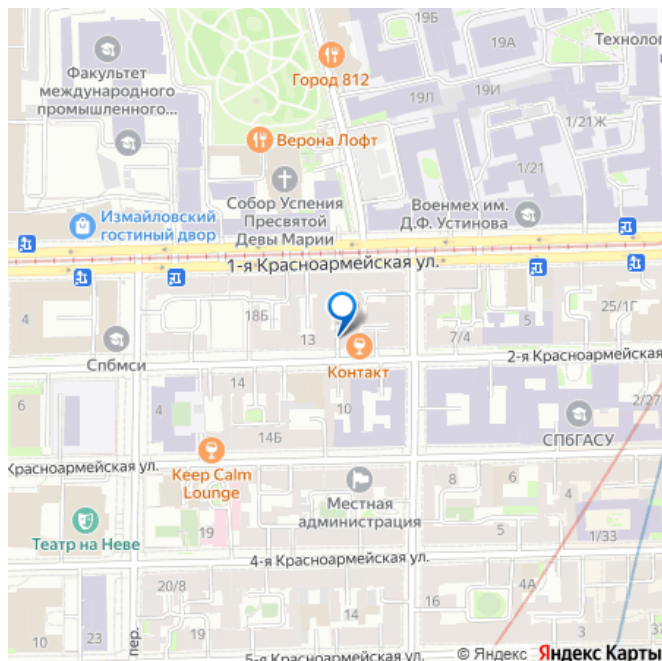 19Б
Факультет
международного
промышленного...
Город 812
19А
Технолог
19Л
19И
1/21Ж
Верона Лофт
1/21
Собор Успения
Пресвятой
Девы Марии
Военмех им.
Д.Ф. Устинова
Измайловский
гостиный двор
1-я Красноармейская ул.
4
18Б
13
5
25/1Г
7/4
Спбмси
Контакт
2-я Красноармейская
6
14
4
10
2/27
14Б
СПбГАСУ
Красноармейская ул.
Keep Calm
Lounge
8
6
Местная
администрация
19
5
1/33
Театр на Неве
4-я Красноармейская ул.
20/8
4А
16
14
3
10
23
пер.
19
5-я Красноармейская ул.
3
© Яндекс Яндекс Карты